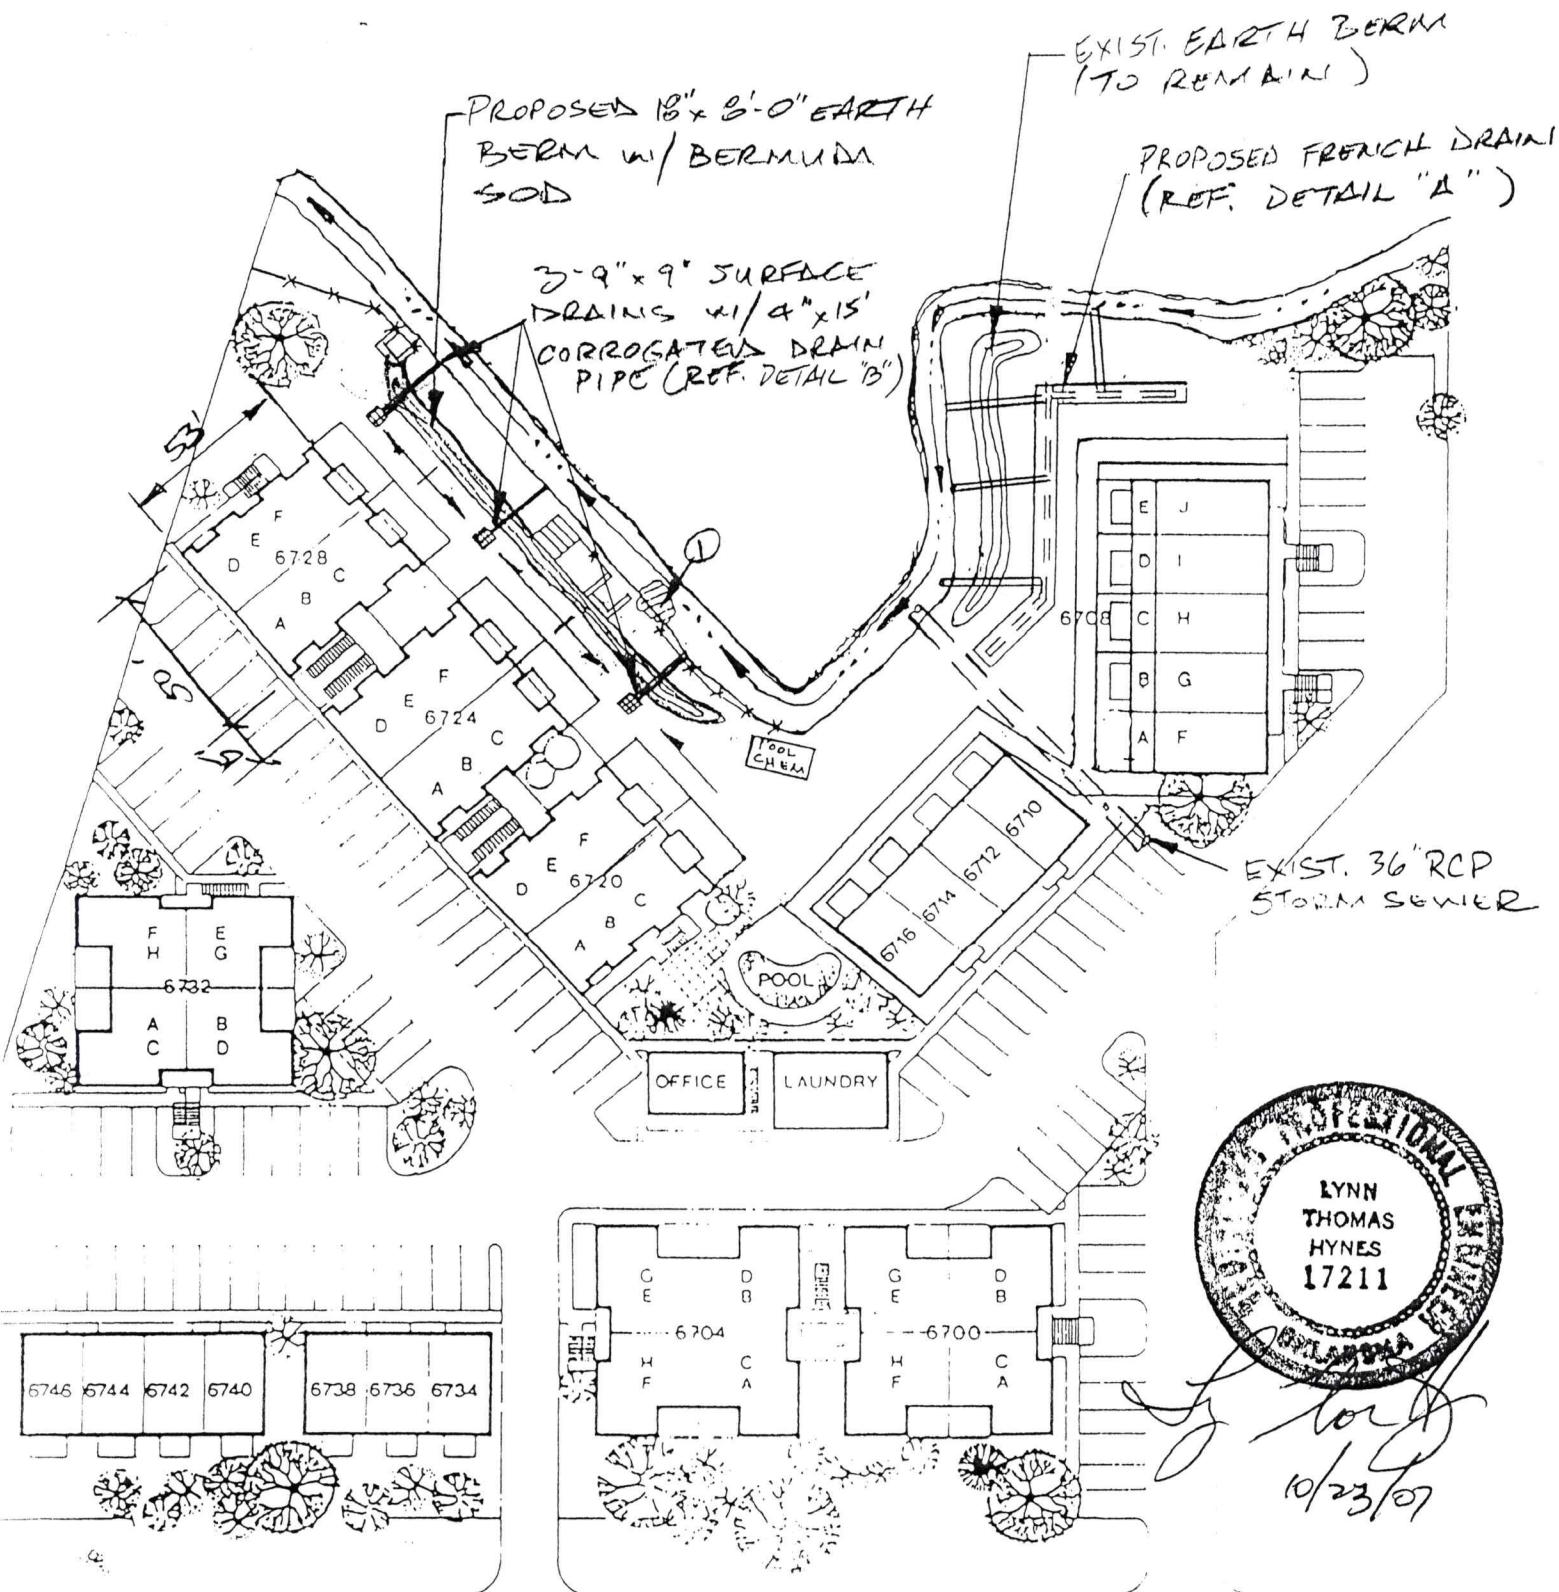 EXIST. EARTH BERM
(TO REMAIN)
PROPOSED 18" x 8'-0" EARTH
BERM W/ BERMUDA
SOD
PROPOSED FRENCH DRAIN
(REF. DETAIL "A")
3-9" x 9" SURFACE
DRAINS W/ 4" x 15'
CORROGATED DRAIN
PIPE (REF. DETAIL "B")
53'
1
F
E
D
6728
C
B
A
F
E
D
6724
C
B
A
F
E
D
6720
C
B
A
E J
D I
6708 C H
B G
A F
POOL
CHEM
6710
6712
6714
6716
EXIST. 36" RCP
STORM SEWER
F E
H G
6732
A B
C D
POOL
OFFICE
LAUNDRY
PROFESSIONAL ENGINEER
LYNN
THOMAS
HYNES
17211
OKLAHOMA
G D
E B
6704
H C
F A
G D
E B
6700
H C
F A
6746 6744 6742 6740
6738 6736 6734
10/23/07